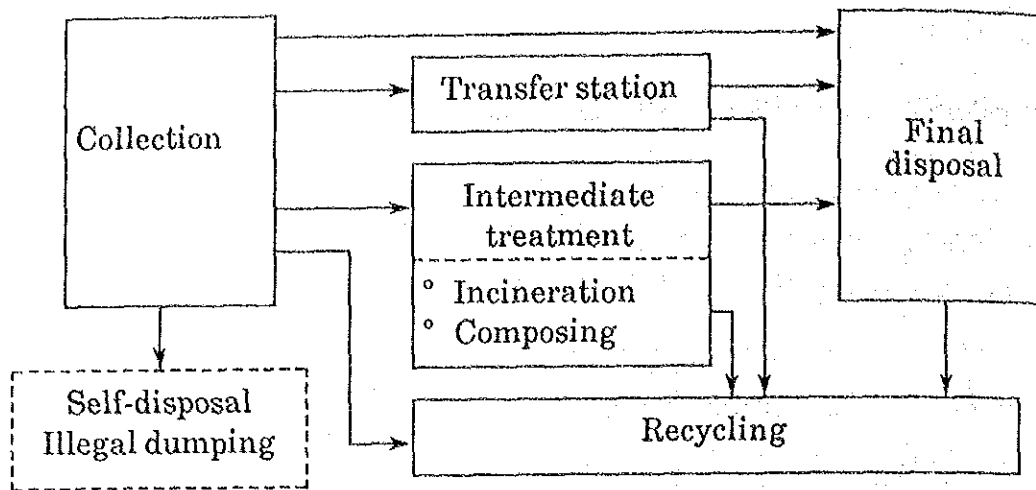 Collection
Transfer station
Intermediate
treatment
° Incineration
° Composing
Final
disposal
Self-disposal
Illegal dumping
Recycling